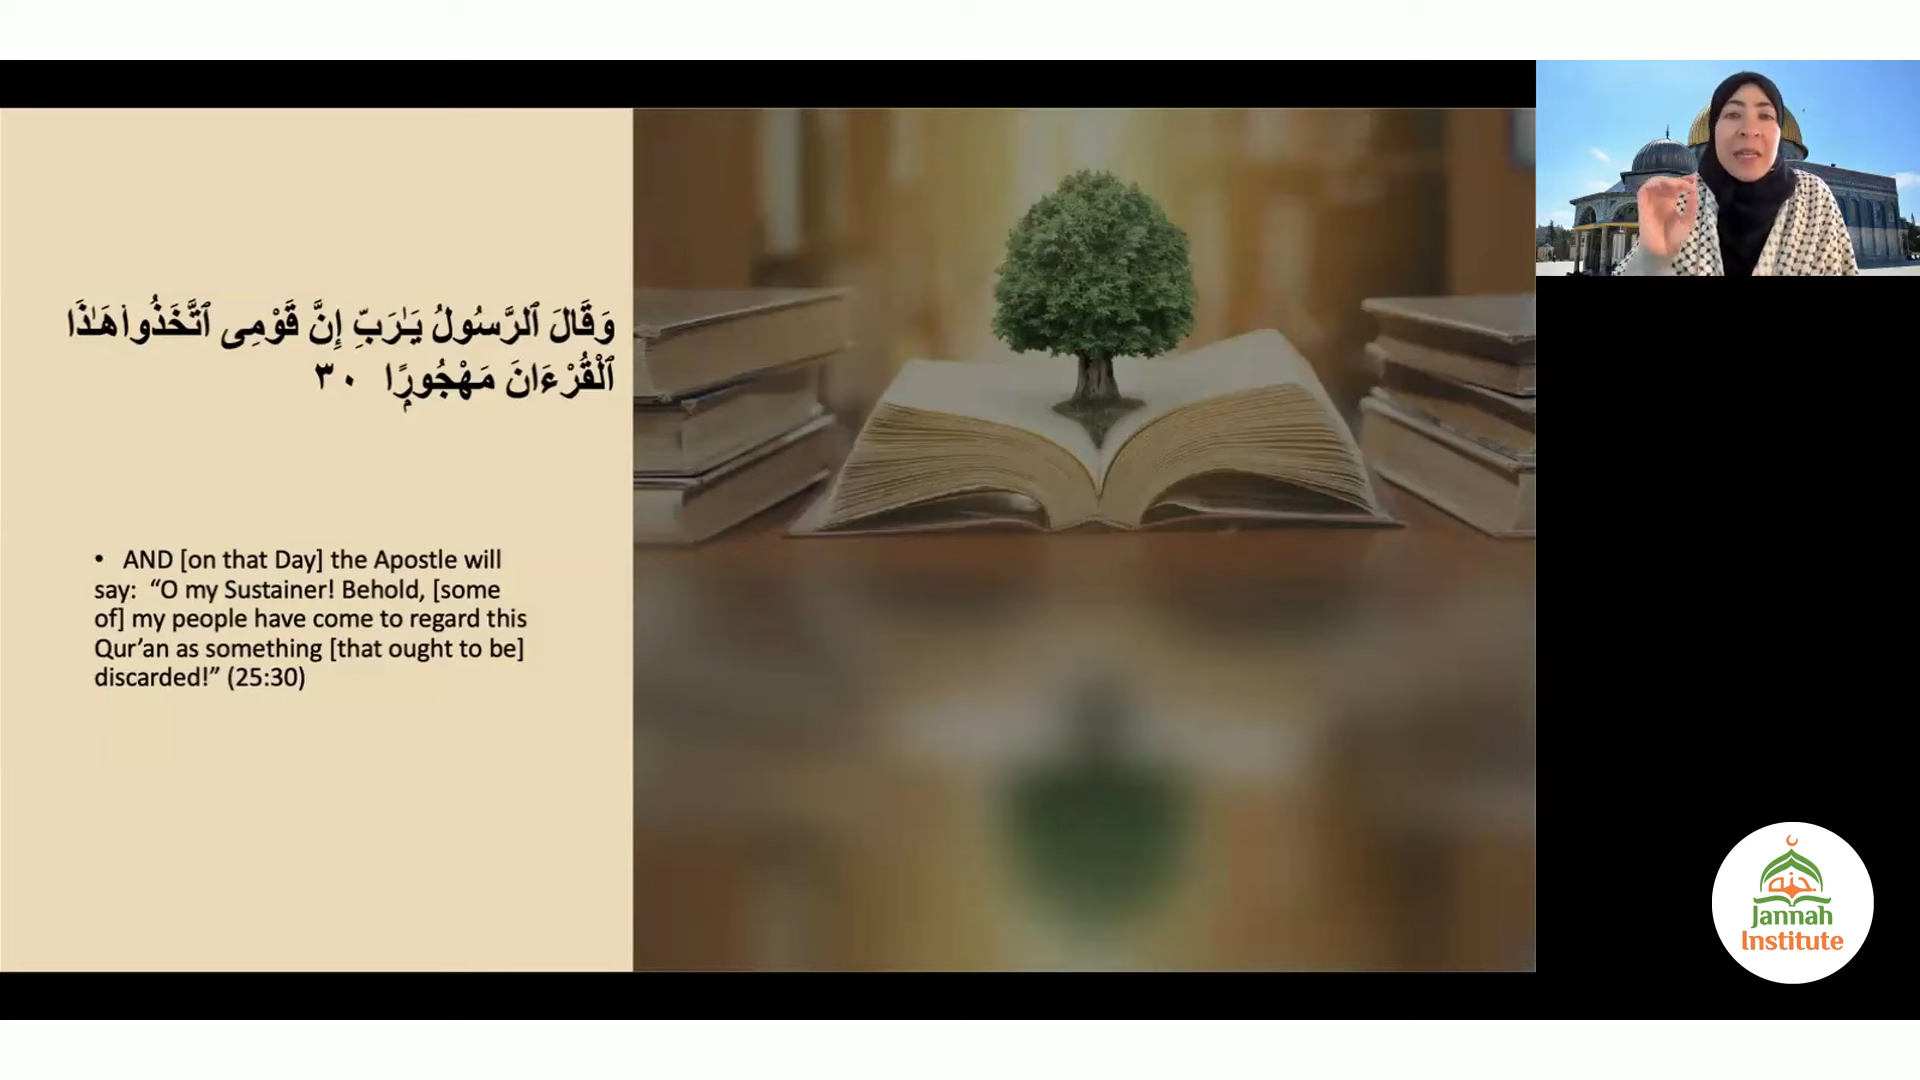 وَقَالَ ٱلرَّسُولُ يَـٰرَبِّ إِنَّ قَوْمِى ٱتَّخَذُوا۟ هَـٰذَا
ٱلْقُرْءَانَ مَهْجُورًۭا ٣٠
• AND [on that Day] the Apostle will
say: “O my Sustainer! Behold, [some
of] my people have come to regard this
Qur’an as something [that ought to be]
discarded!” (25:30)
جنة
Jannah
Institute